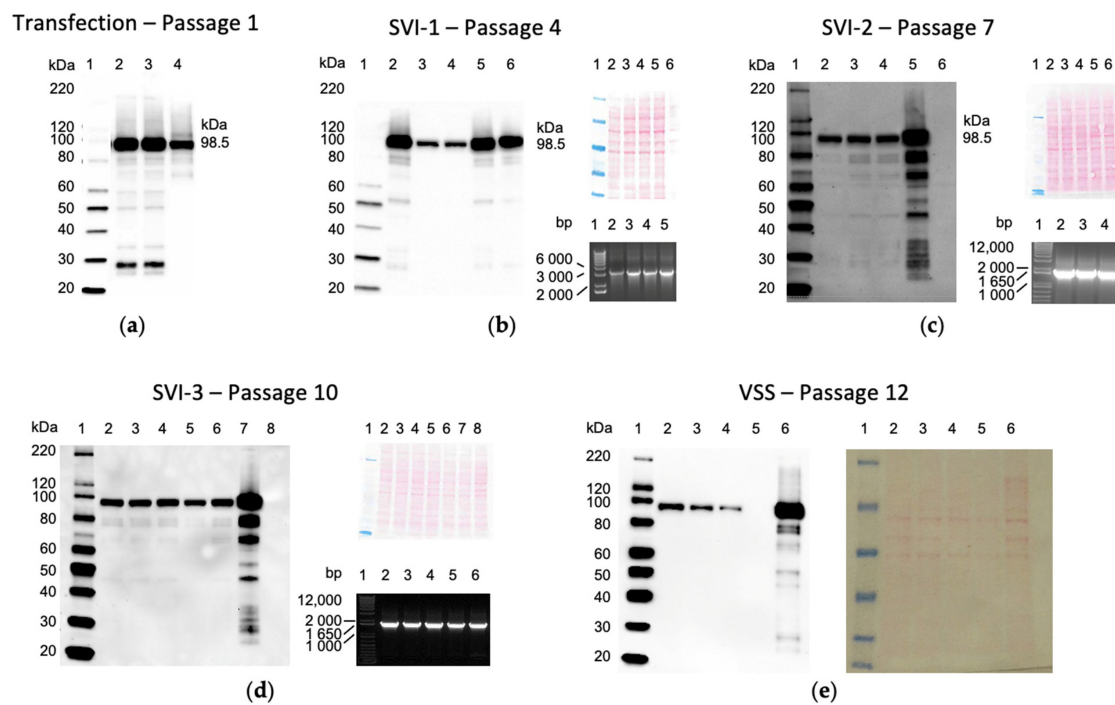 Transfection – Passage 1
kDa 1 2 3 4
220
120
100
80
60
50
40
30
20
kDa
98.5
(a)
SVI-1 – Passage 4
kDa 1 2 3 4 5 6
220
120
100
80
60
50
40
30
20
kDa
98.5
1 2 3 4 5 6
bp 1 2 3 4 5
6 000
3 000
2 000
(b)
SVI-2 – Passage 7
kDa 1 2 3 4 5 6
220
120
100
80
60
50
40
30
20
kDa
98.5
1 2 3 4 5 6
bp 1 2 3 4
12,000
2 000
1 650
1 000
(c)
SVI-3 – Passage 10
kDa 1 2 3 4 5 6 7 8
220
120
100
80
60
50
40
30
20
1 2 3 4 5 6 7 8
bp 1 2 3 4 5 6
12,000
2 000
1 650
1 000
(d)
VSS – Passage 12
kDa 1 2 3 4 5 6
220
120
100
80
60
50
40
30
20
1 2 3 4 5 6
(e)